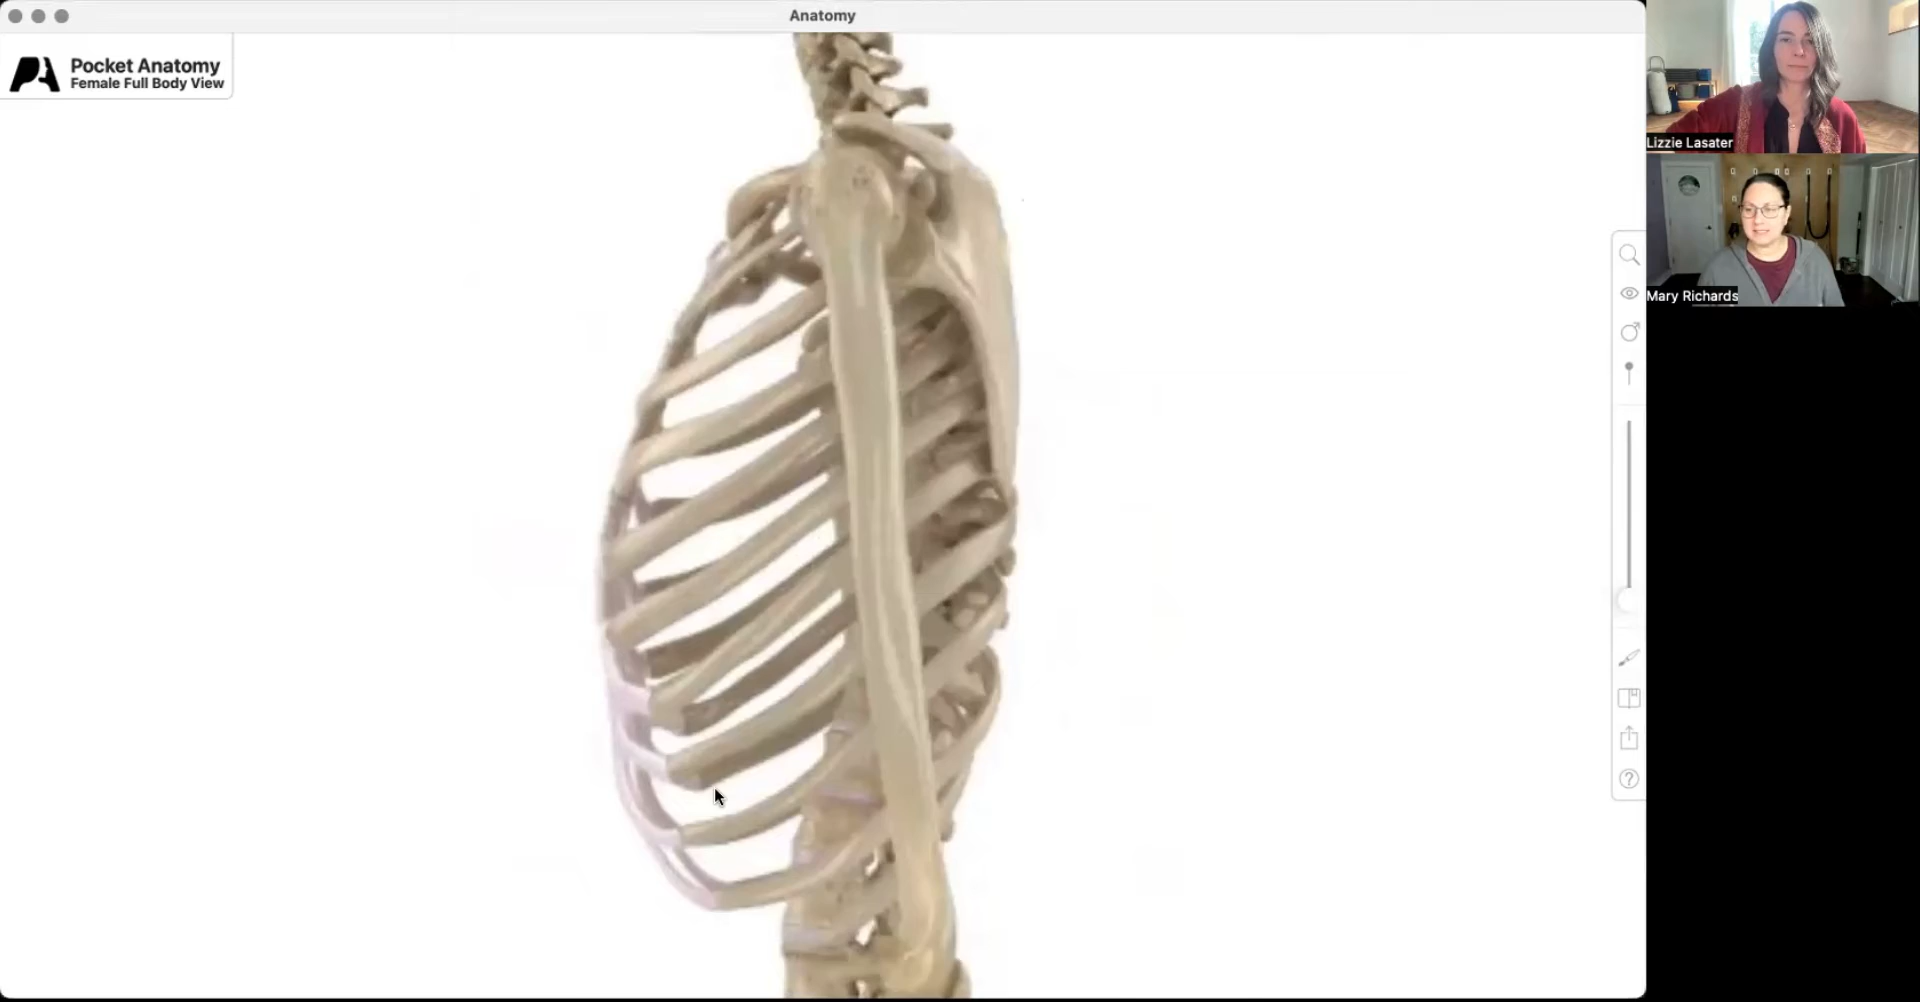 Anatomy
Pocket Anatomy
Female Full Body View
Lizzie Lasater
Mary Richards